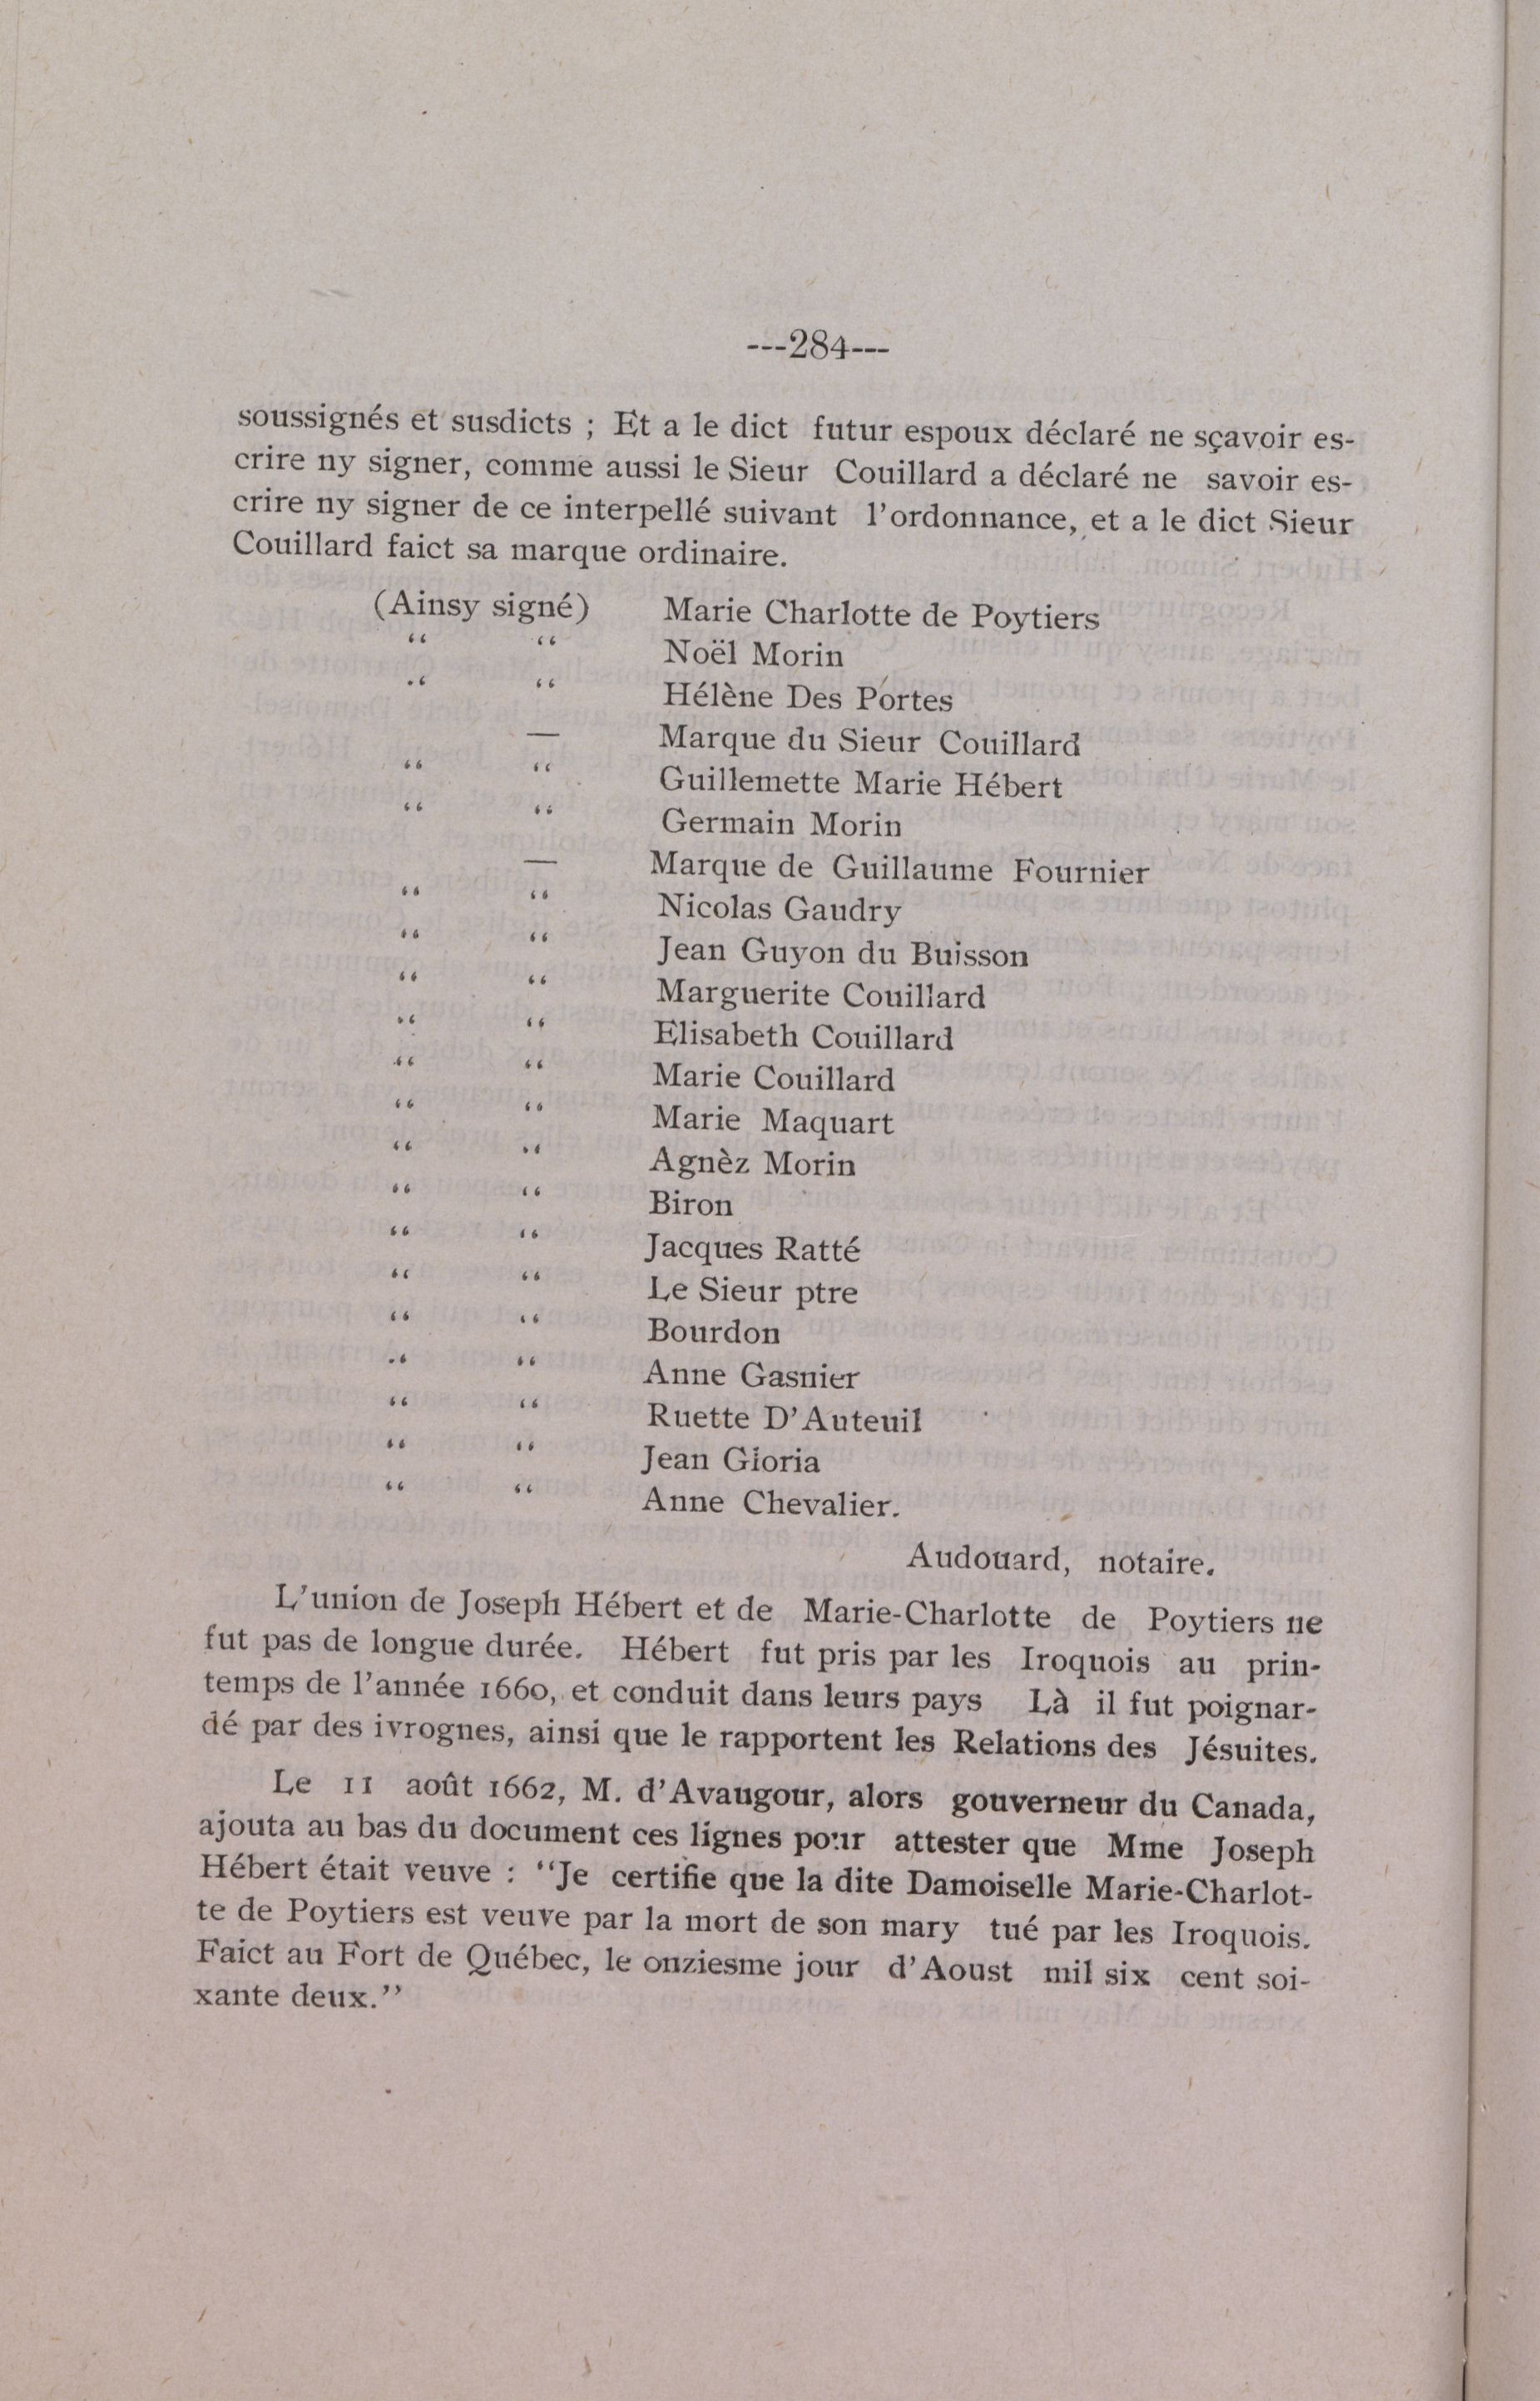 ---284---
soussignés et susdicts ; Et a le dict futur espoux déclaré ne sçavoir es-
crire ny signer, comme aussi le Sieur Couillard a déclaré ne savoir es-
crire ny signer de ce interpellé suivant l'ordonnance, et a le dict Sieur
Couillard faict sa marque ordinaire.
(Ainsy signé) Marie Charlotte de Poytiers
“ “ Noël Morin
“ “ Hélène Des Portes
— Marque du Sieur Couillard
“ “ Guillemette Marie Hébert
“ “ Germain Morin
— Marque de Guillaume Fournier
“ “ Nicolas Gaudry
“ “ Jean Guyon du Buisson
“ “ Marguerite Couillard
“ “ Elisabeth Couillard
“ “ Marie Couillard
“ “ Marie Maquart
“ “ Agnèz Morin
“ “ Biron
“ “ Jacques Ratté
“ “ Le Sieur ptre
“ “ Bourdon
“ “ Anne Gasnier
“ “ Ruette D'Auteuil
“ “ Jean Gioria
“ “ Anne Chevalier.
Audouard, notaire.
L'union de Joseph Hébert et de Marie-Charlotte de Poytiers ne
fut pas de longue durée. Hébert fut pris par les Iroquois au prin-
temps de l'année 1660, et conduit dans leurs pays Là il fut poignar-
dé par des ivrognes, ainsi que le rapportent les Relations des Jésuites.
Le 11 août 1662, M. d'Avaugour, alors gouverneur du Canada,
ajouta au bas du document ces lignes pour attester que Mme Joseph
Hébert était veuve : “Je certifie que la dite Damoiselle Marie-Charlot-
te de Poytiers est veuve par la mort de son mary tué par les Iroquois.
Faict au Fort de Québec, le onziesme jour d'Aoust mil six cent soi-
xante deux.”